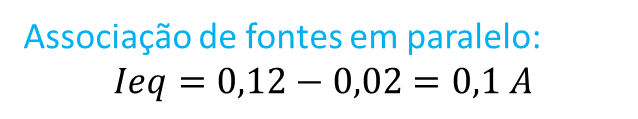 Associação de fontes em paralelo:
Ieq = 0,12 − 0,02 = 0,1 A